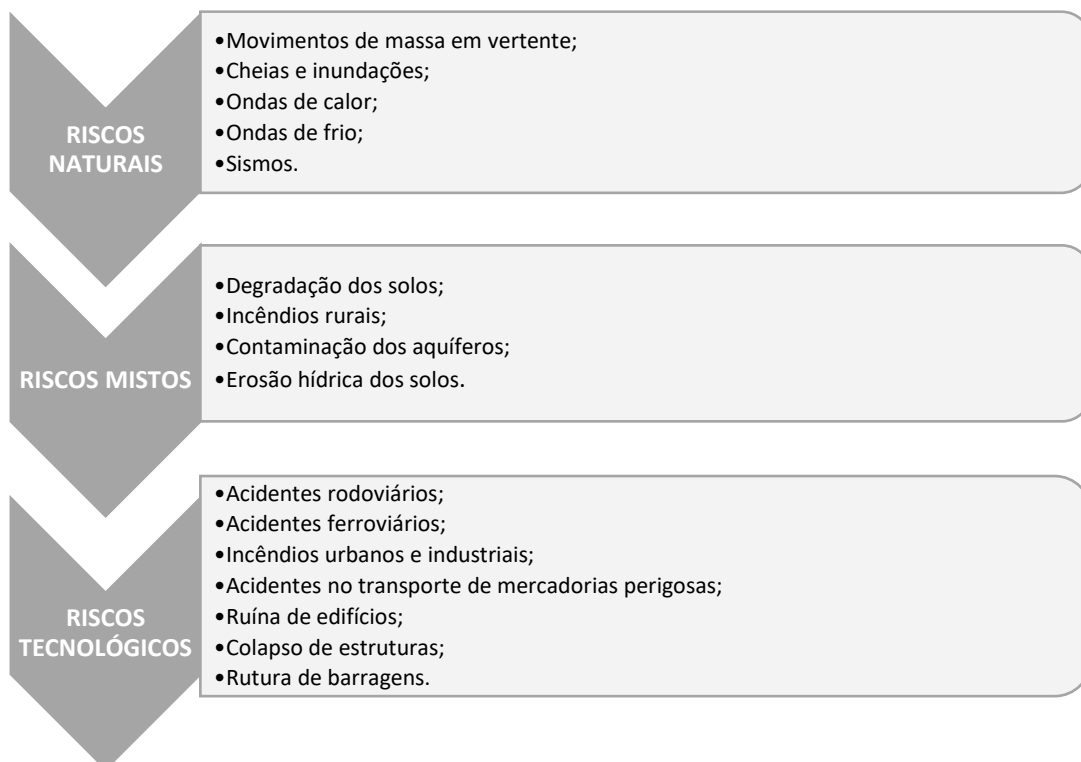 RISCOS
NATURAIS
•Movimentos de massa em vertente;
•Cheias e inundações;
•Ondas de calor;
•Ondas de frio;
•Sismos.
RISCOS MISTOS
•Degradação dos solos;
•Incêndios rurais;
•Contaminação dos aquíferos;
•Erosão hídrica dos solos.
RISCOS
TECNOLÓGICOS
•Acidentes rodoviários;
•Acidentes ferroviários;
•Incêndios urbanos e industriais;
•Acidentes no transporte de mercadorias perigosas;
•Ruína de edifícios;
•Colapso de estruturas;
•Rutura de barragens.